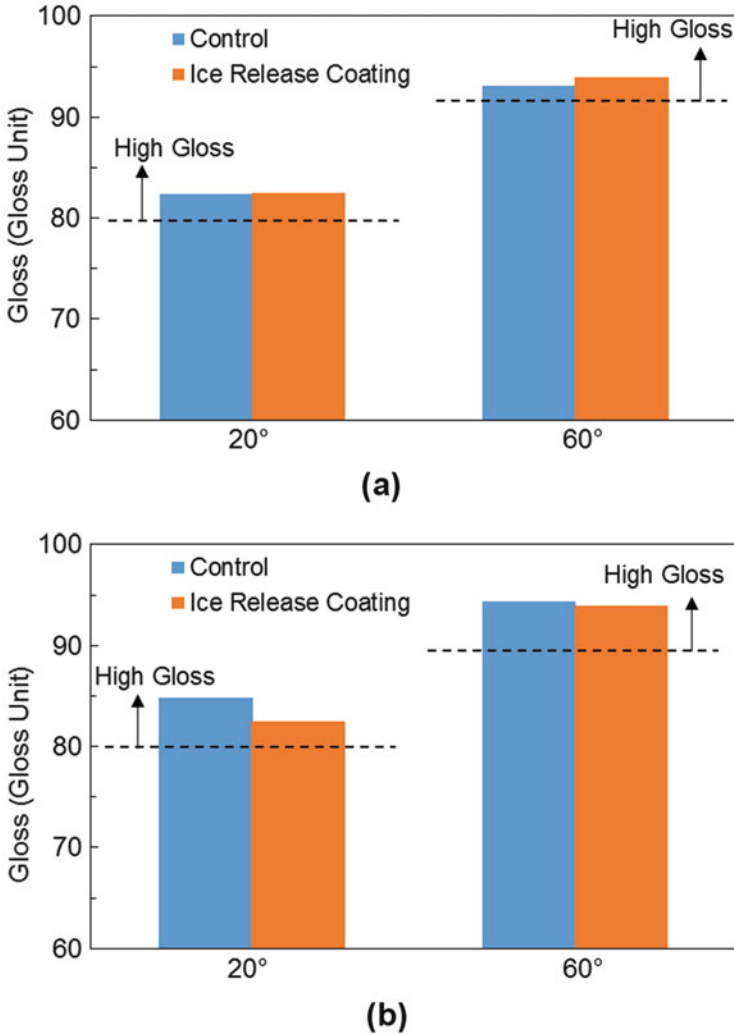 100
Control
Ice Release Coating
High Gloss
90
High Gloss
80
70
60
Gloss (Gloss Unit)
20°
60°
(a)
100
Control
Ice Release Coating
High Gloss
90
High Gloss
80
70
60
Gloss (Gloss Unit)
20°
60°
(b)